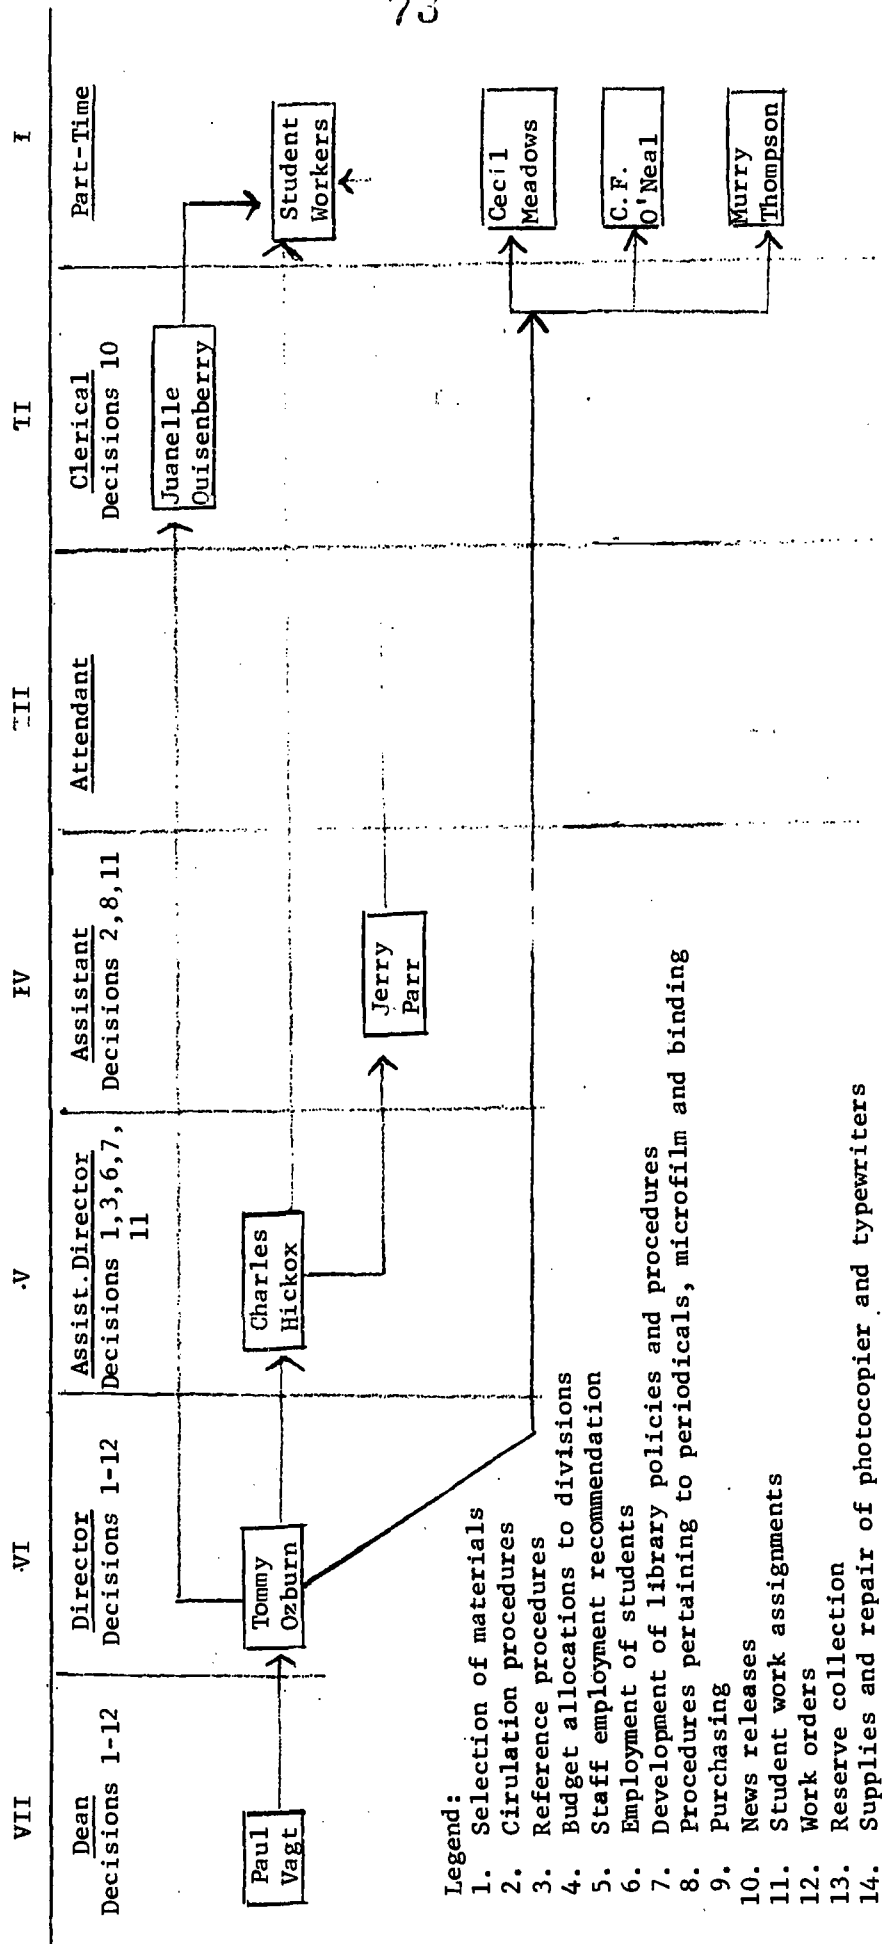 73
VII
VI
V
IV
III
II
I
Dean
Decisions 1-12
Director
Decisions 1-12
Assist.Director
Decisions 1,3,6,7,
11
Assistant
Decisions 2,8,11
Attendant
Clerical
Decisions 10
Part-Time
Paul
Vagt
Tommy
Ozburn
Charles
Hickox
Jerry
Parr
Juanelle
Quisenberry
Student
Workers
Cecil
Meadows
C.F.
O'Neal
Murry
Thompson
Legend:
1. Selection of materials
2. Cirulation procedures
3. Reference procedures
4. Budget allocations to divisions
5. Staff employment recommendation
6. Employment of students
7. Development of library policies and procedures
8. Procedures pertaining to periodicals, microfilm and binding
9. Purchasing
10. News releases
11. Student work assignments
12. Work orders
13. Reserve collection
14. Supplies and repair of photocopier and typewriters